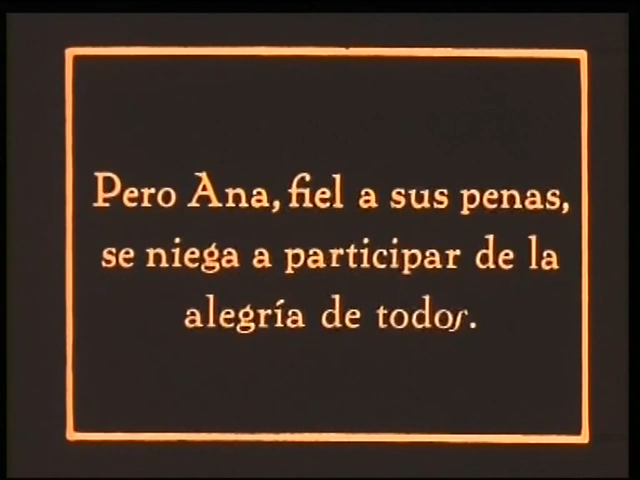 Pero Ana, fiel a sus penas,
se niega a participar de la
alegría de todos.